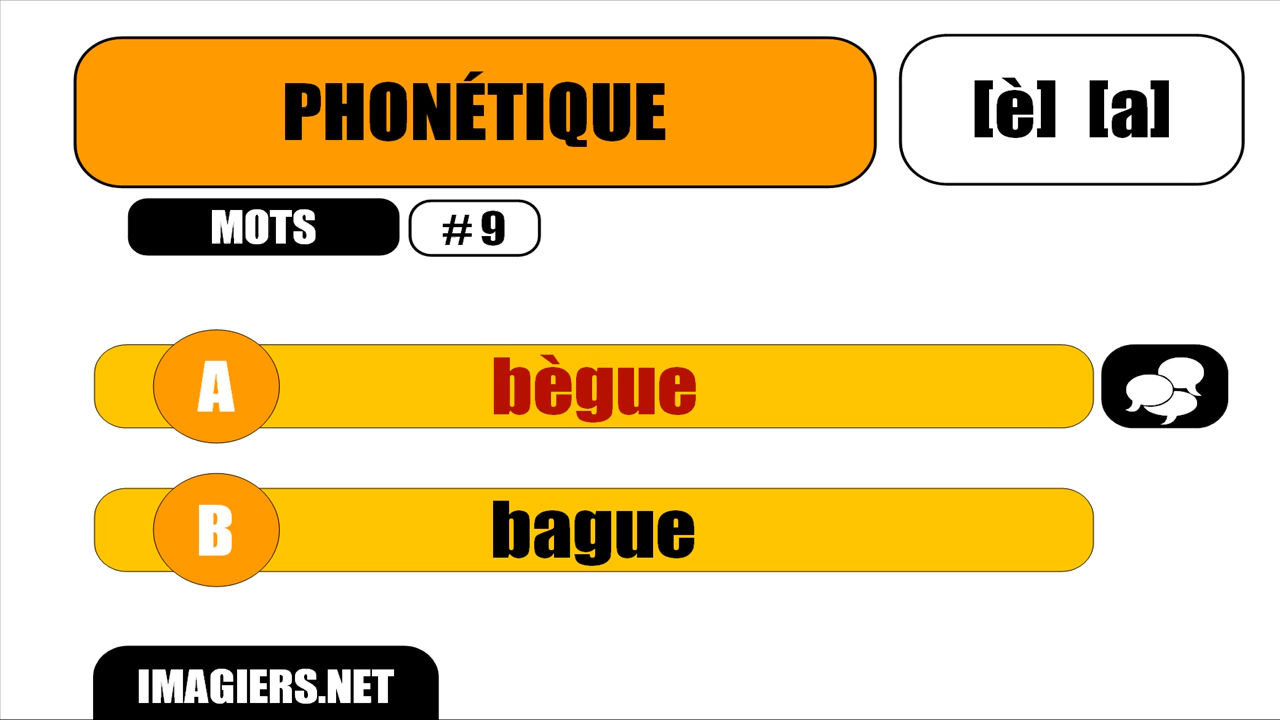 PHONÉTIQUE
[è] [a]
MOTS
# 9
A
bègue
B
bague
IMAGIERS.NET